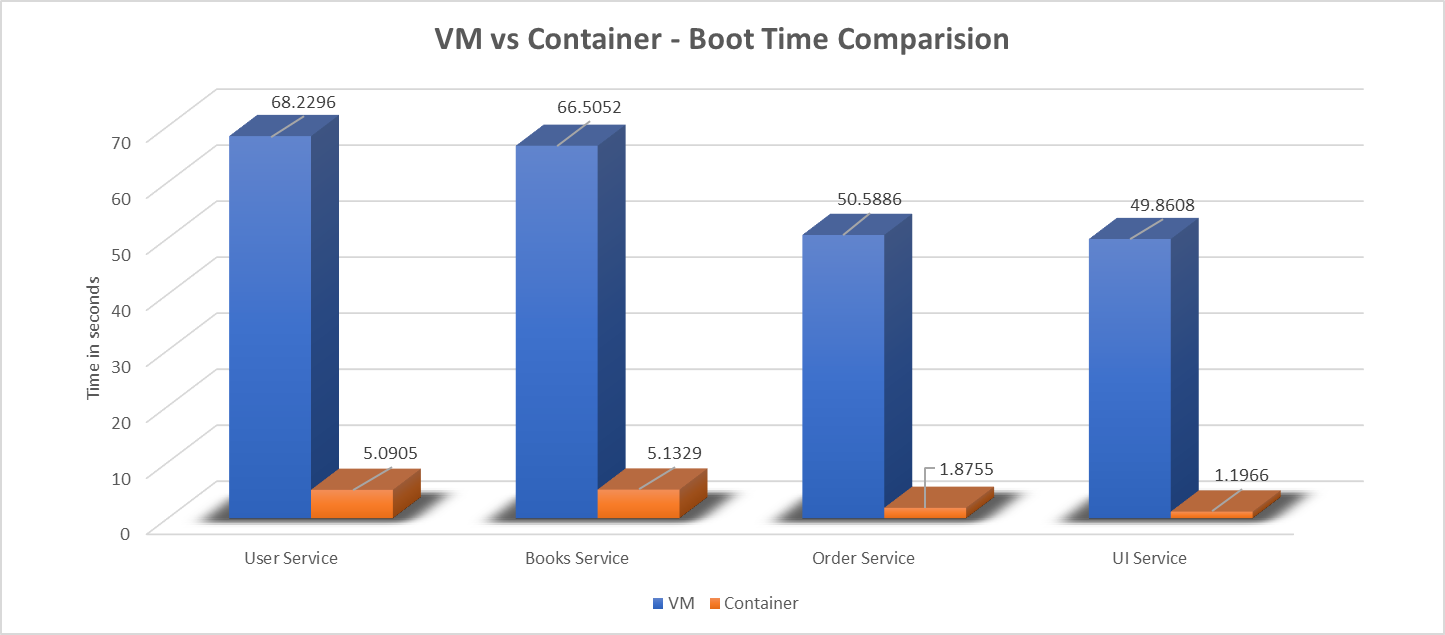 VM vs Container - Boot Time Comparision
68.2296
66.5052
50.5886
49.8608
5.0905
5.1329
1.8755
1.1966
70
60
50
40
30
20
10
0
Time in seconds
User Service
Books Service
Order Service
UI Service
VM
Container